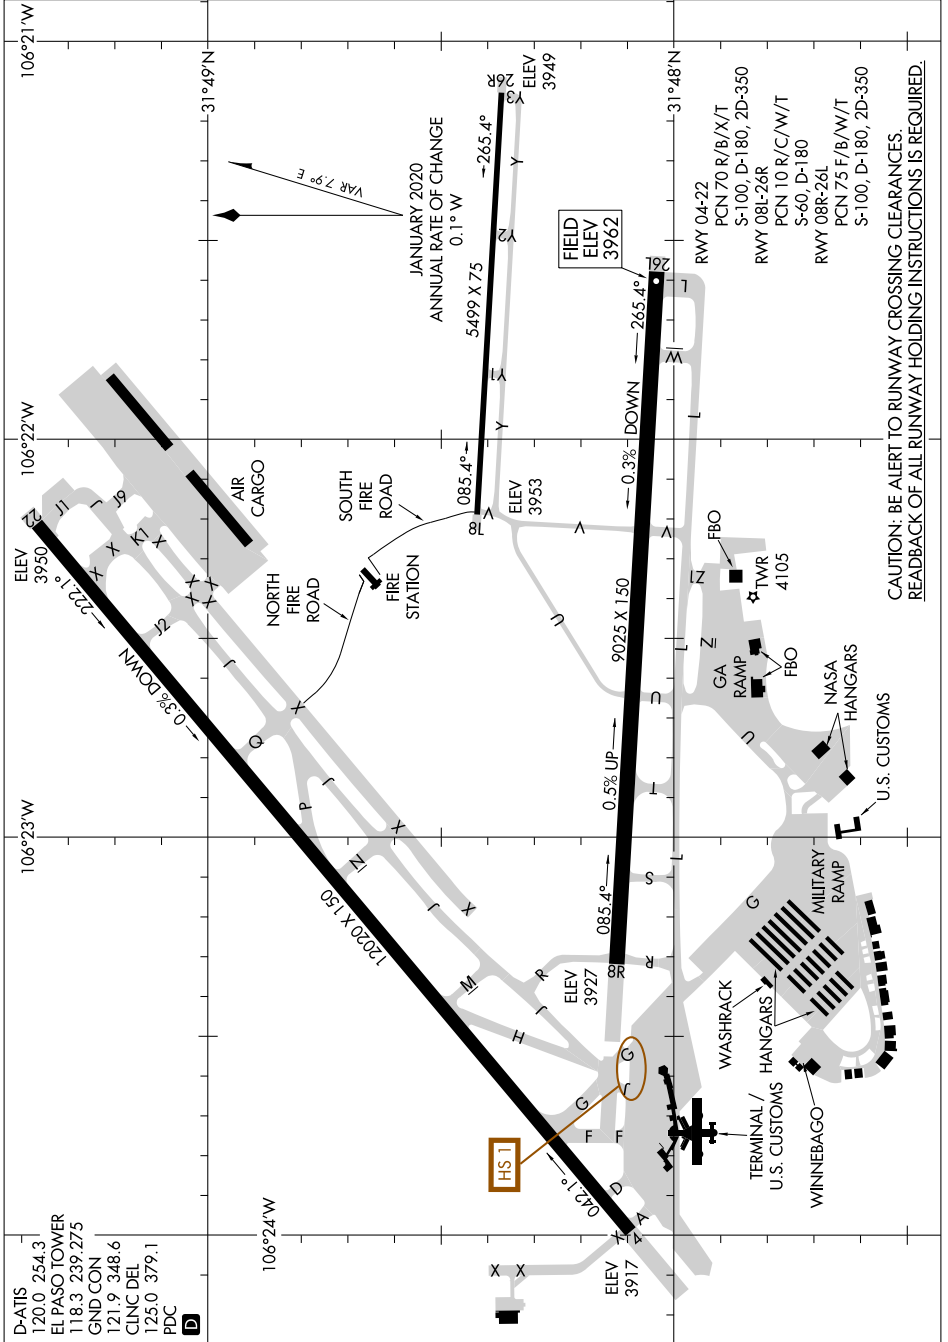 D-ATIS
120.0 254.3
EL PASO TOWER
118.3 239.275
GND CON
121.9 348.6
CLNC DEL
125.0 379.1
PDC
D
106°24'W
106°23'W
106°22'W
106°21'W
31°49'N
31°48'N
VAR 7.9° E
JANUARY 2020
ANNUAL RATE OF CHANGE
0.1° W
ELEV
3950
22
222.1°
0.3% DOWN
12020 X 150
042.1°
4
ELEV
3917
J1
J
J9
X
X
K1
X
X
X
X
X
J2
J
AIR
CARGO
NORTH
FIRE
ROAD
SOUTH
FIRE
ROAD
FIRE
STATION
X
Q
P
J
X
N
J
X
M
H
J
R
G
F
F
D
A
X
X
X
HS 1
J
G
8L
085.4°
ELEV
3953
5499 X 75
265.4°
26R
ELEV
3949
Y
Y1
Y2
Y
Y3
V
V
V
U
U
U
8R
ELEV
3927
085.4°
0.5% UP
9025 X 150
0.3% DOWN
265.4°
26L
FIELD
ELEV
3962
R
S
T
L
L
L
L
W
Z
Z1
G
GA
RAMP
FBO
TWR
4105
FBO
NASA
HANGARS
U.S. CUSTOMS
MILITARY
RAMP
WASHRACK
HANGARS
TERMINAL /
U.S. CUSTOMS
WINNEBAGO
RWY 04-22
PCN 70 R/B/X/T
S-100, D-180, 2D-350
RWY 08L-26R
PCN 10 R/C/W/T
S-60, D-180
RWY 08R-26L
PCN 75 F/B/W/T
S-100, D-180, 2D-350
CAUTION: BE ALERT TO RUNWAY CROSSING CLEARANCES.
READBACK OF ALL RUNWAY HOLDING INSTRUCTIONS IS REQUIRED.